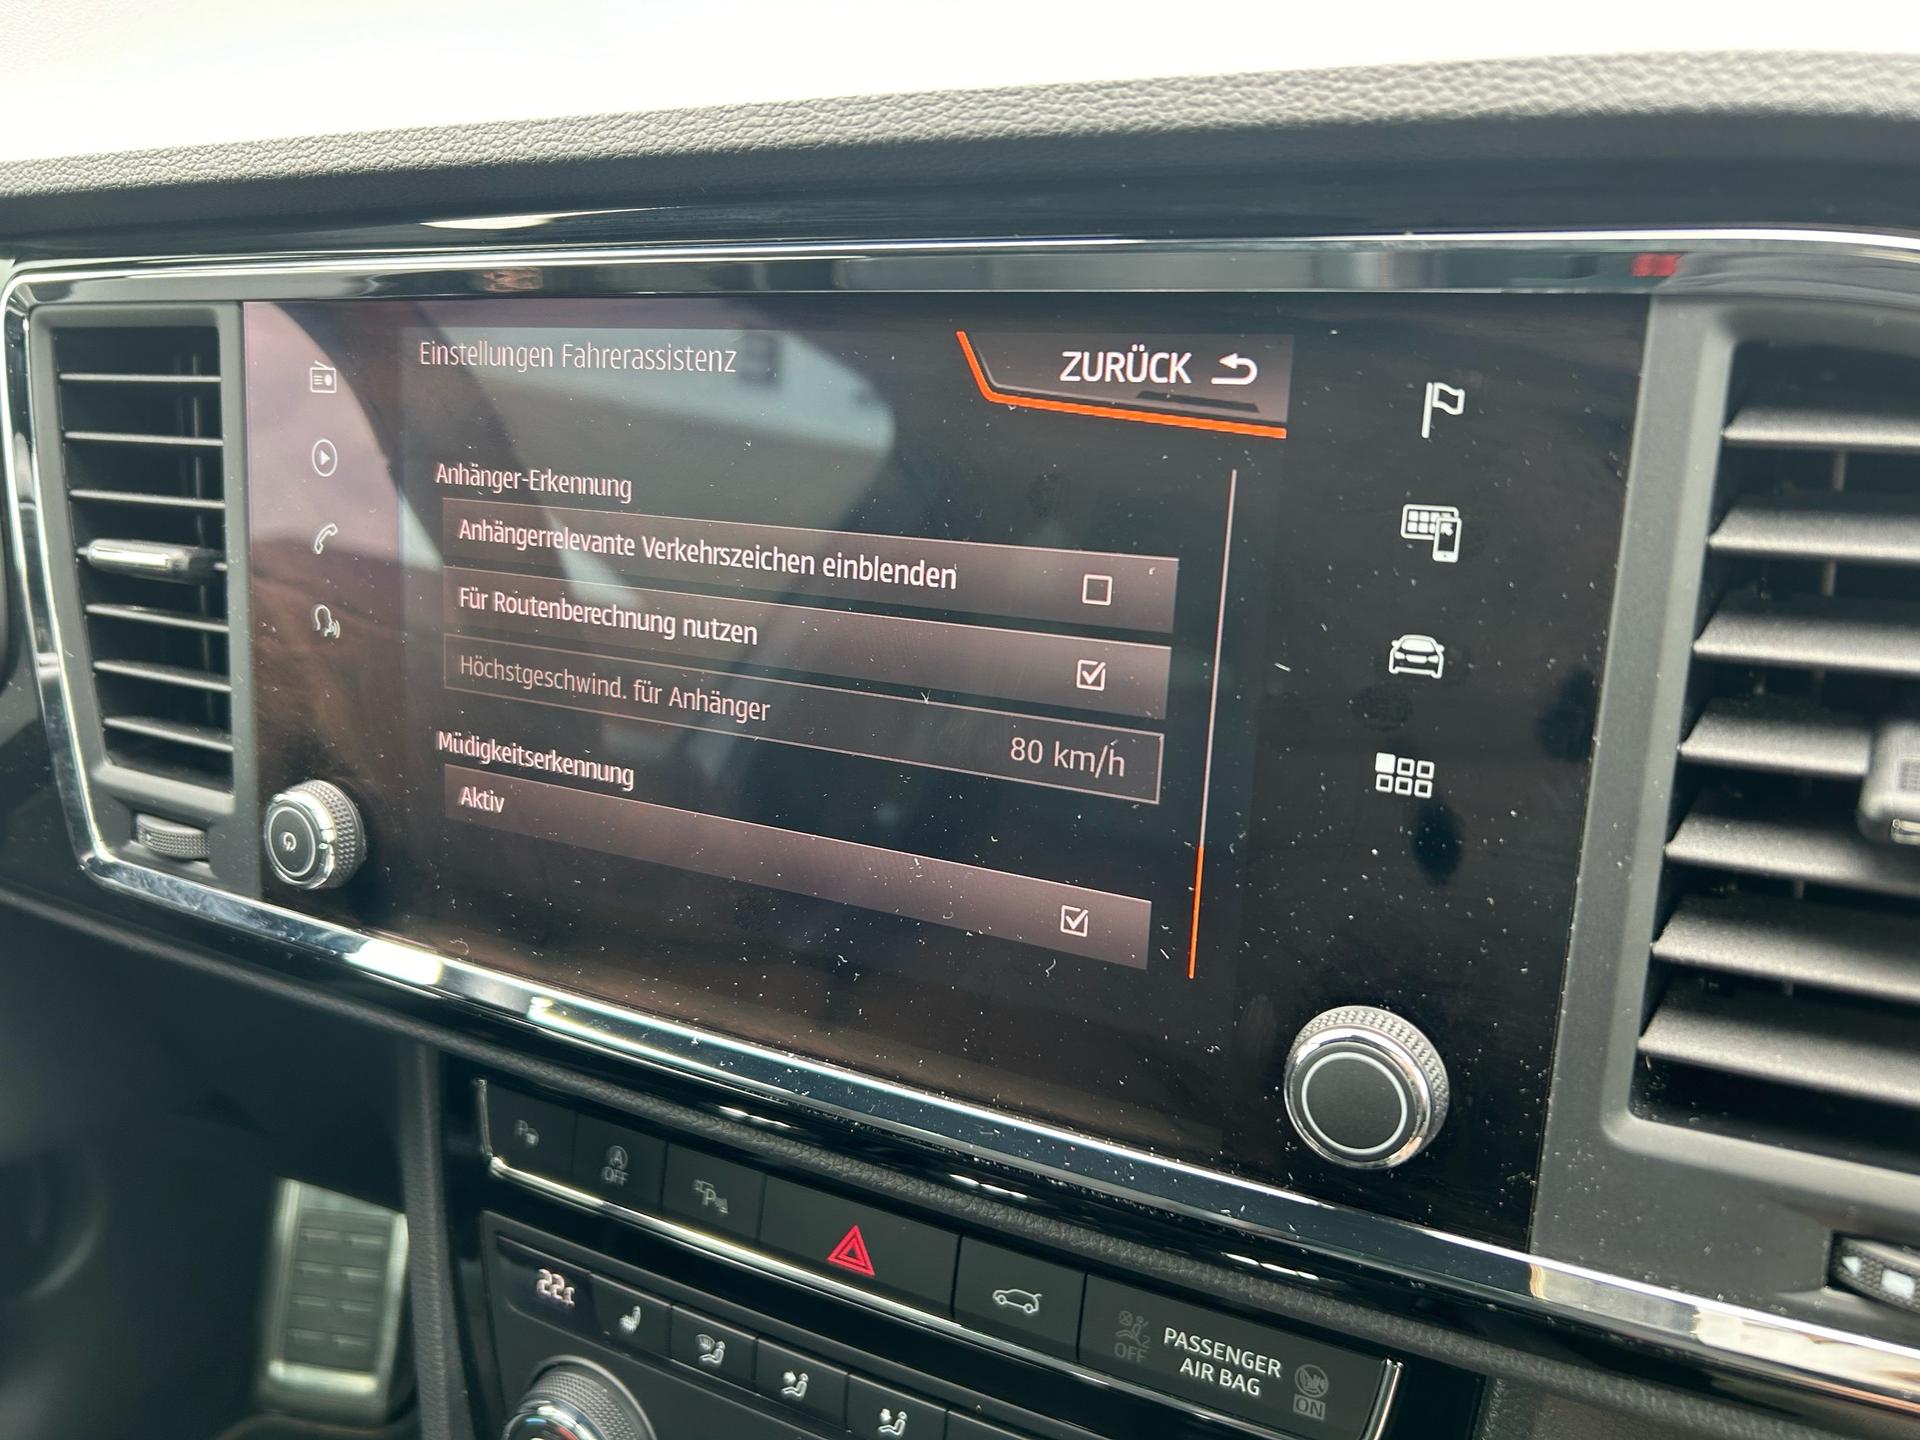 Einstellungen Fahrerassistenz
ZURÜCK
Anhänger-Erkennung
Anhängerrelevante Verkehrszeichen einblenden
Für Routenberechnung nutzen
Höchstgeschwind. für Anhänger
80 km/h
Müdigkeitserkennung
Aktiv
P
A
OFF
P
22
OFF
PASSENGER
AIR BAG
ON